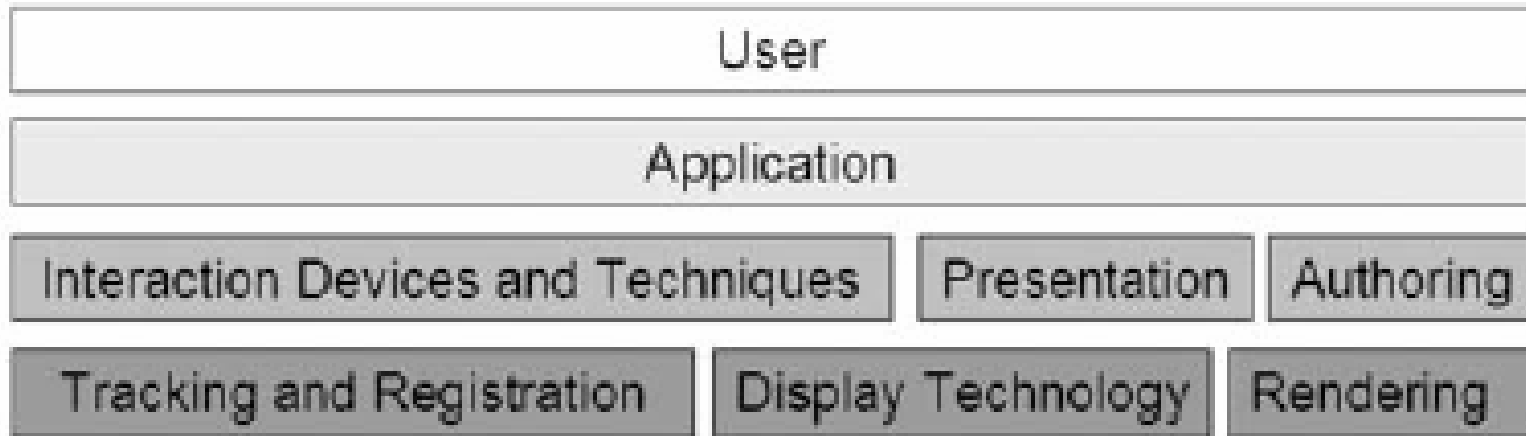 User
Application
Interaction Devices and Techniques Presentation Authoring
Tracking and Registration Display Technology Rendering